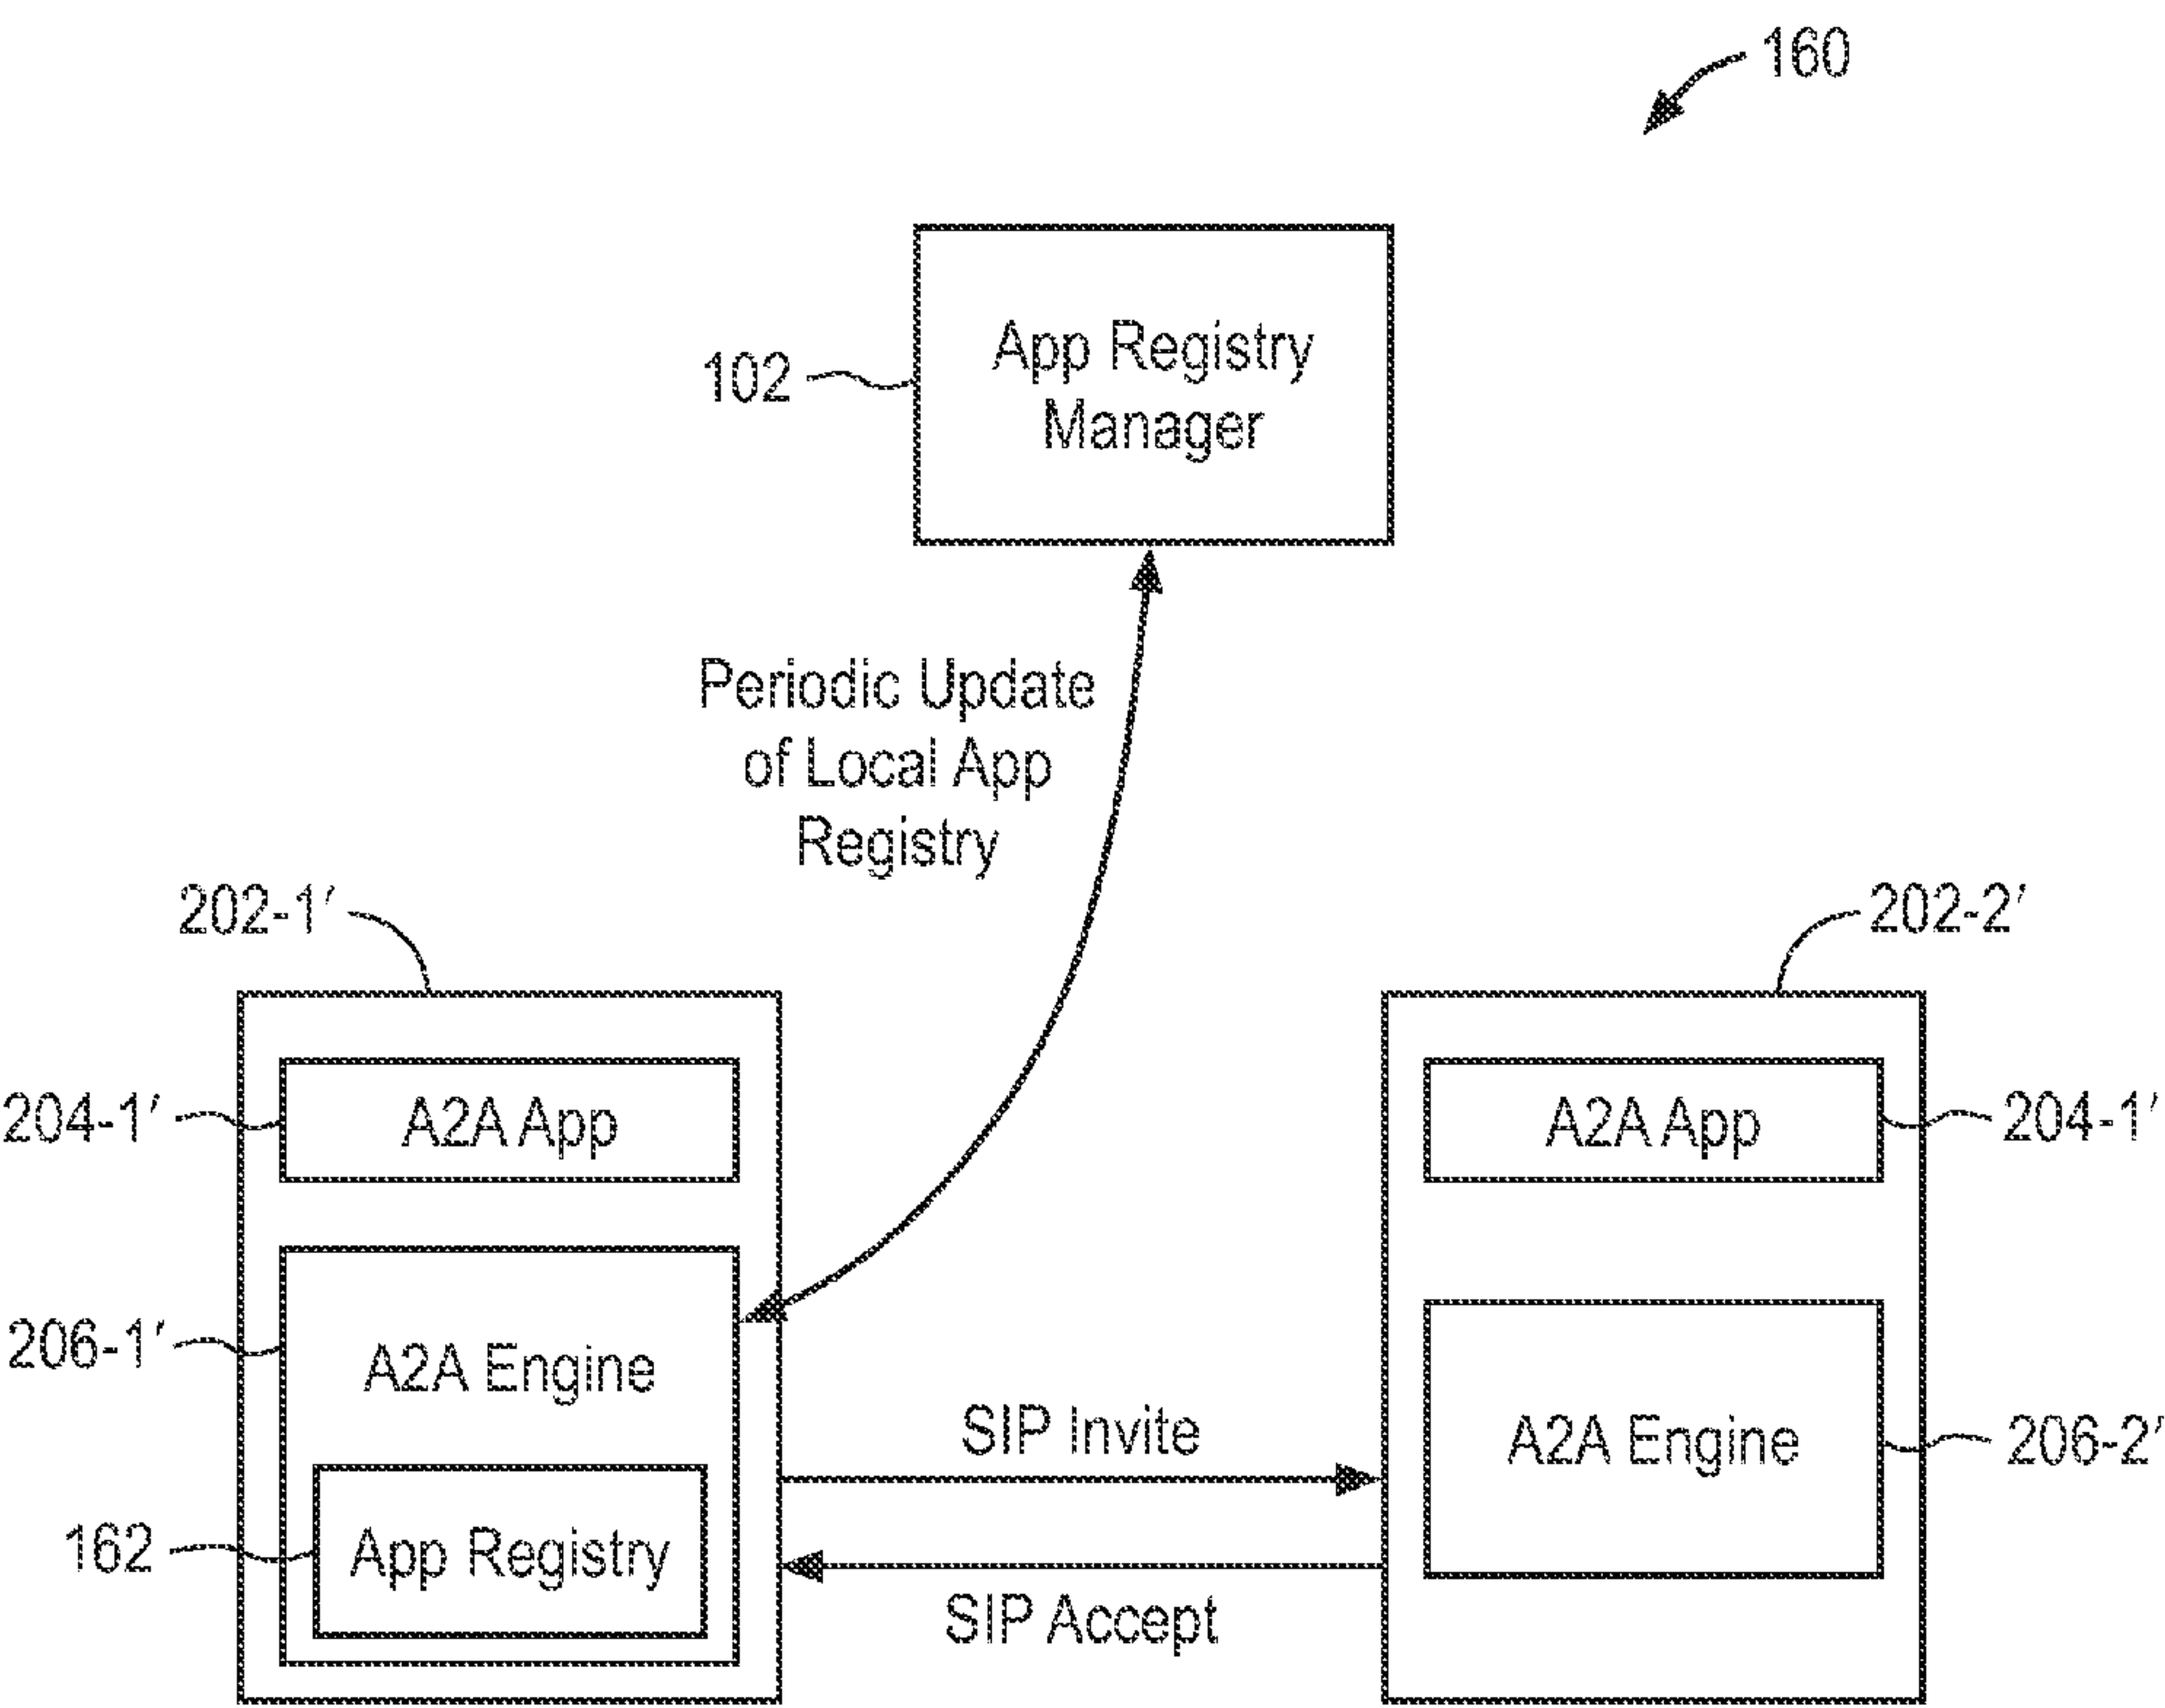 160
App Registry
102
Manager
Periodic Update
of Local App
Registry
202-1′
202-2′
204-1′
A2A App
A2A App
204-1′
206-1′
A2A Engine
SIP Invite
A2A Engine
206-2′
162
App Registry
SIP Accept